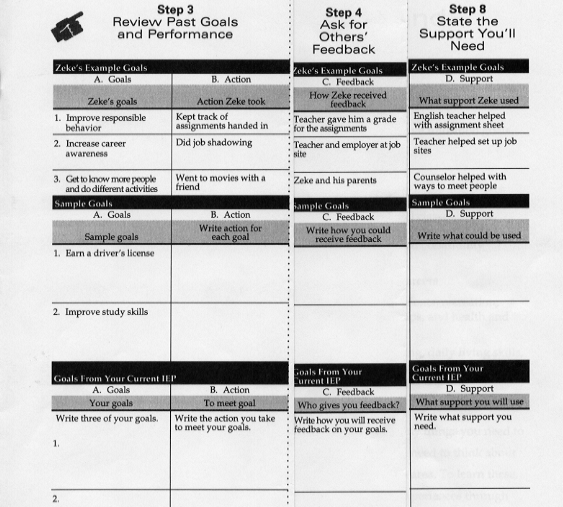 Step 3
Review Past Goals
and Performance
Step 4
Ask for
Others'
Feedback
Step 8
State the
Support You'll
Need
Zeke's Example Goals
A. Goals
B. Action
Zeke's goals
Action Zeke took
Zeke's Example Goals
C. Feedback
How Zeke received
feedback
Zeke's Example Goals
D. Support
What support Zeke used
1. Improve responsible
behavior
Kept track of
assignments handed in
Teacher gave him a grade
for the assignments
English teacher helped
with assignment sheet
2. Increase career
awareness
Did job shadowing
Teacher and employer at job
site
Teacher helped set up job
sites
3. Get to know more people
and do different activities
Went to movies with a
friend
Zeke and his parents
Counselor helped with
ways to meet people
Sample Goals
A. Goals
B. Action
Sample goals
Write action for
each goal
Sample Goals
C. Feedback
Write how you could
receive feedback
Sample Goals
D. Support
Write what could be used
1. Earn a driver's license
2. Improve study skills
Goals From Your Current IEP
A. Goals
B. Action
Your goals
To meet goal
Goals From Your
Current IEP
C. Feedback
Who gives you feedback?
Goals From Your
Current IEP
D. Support
What support you will use
Write three of your goals.
Write the action you take
to meet your goals.
Write how you will receive
feedback on your goals.
Write what support you
need.
1.
2.